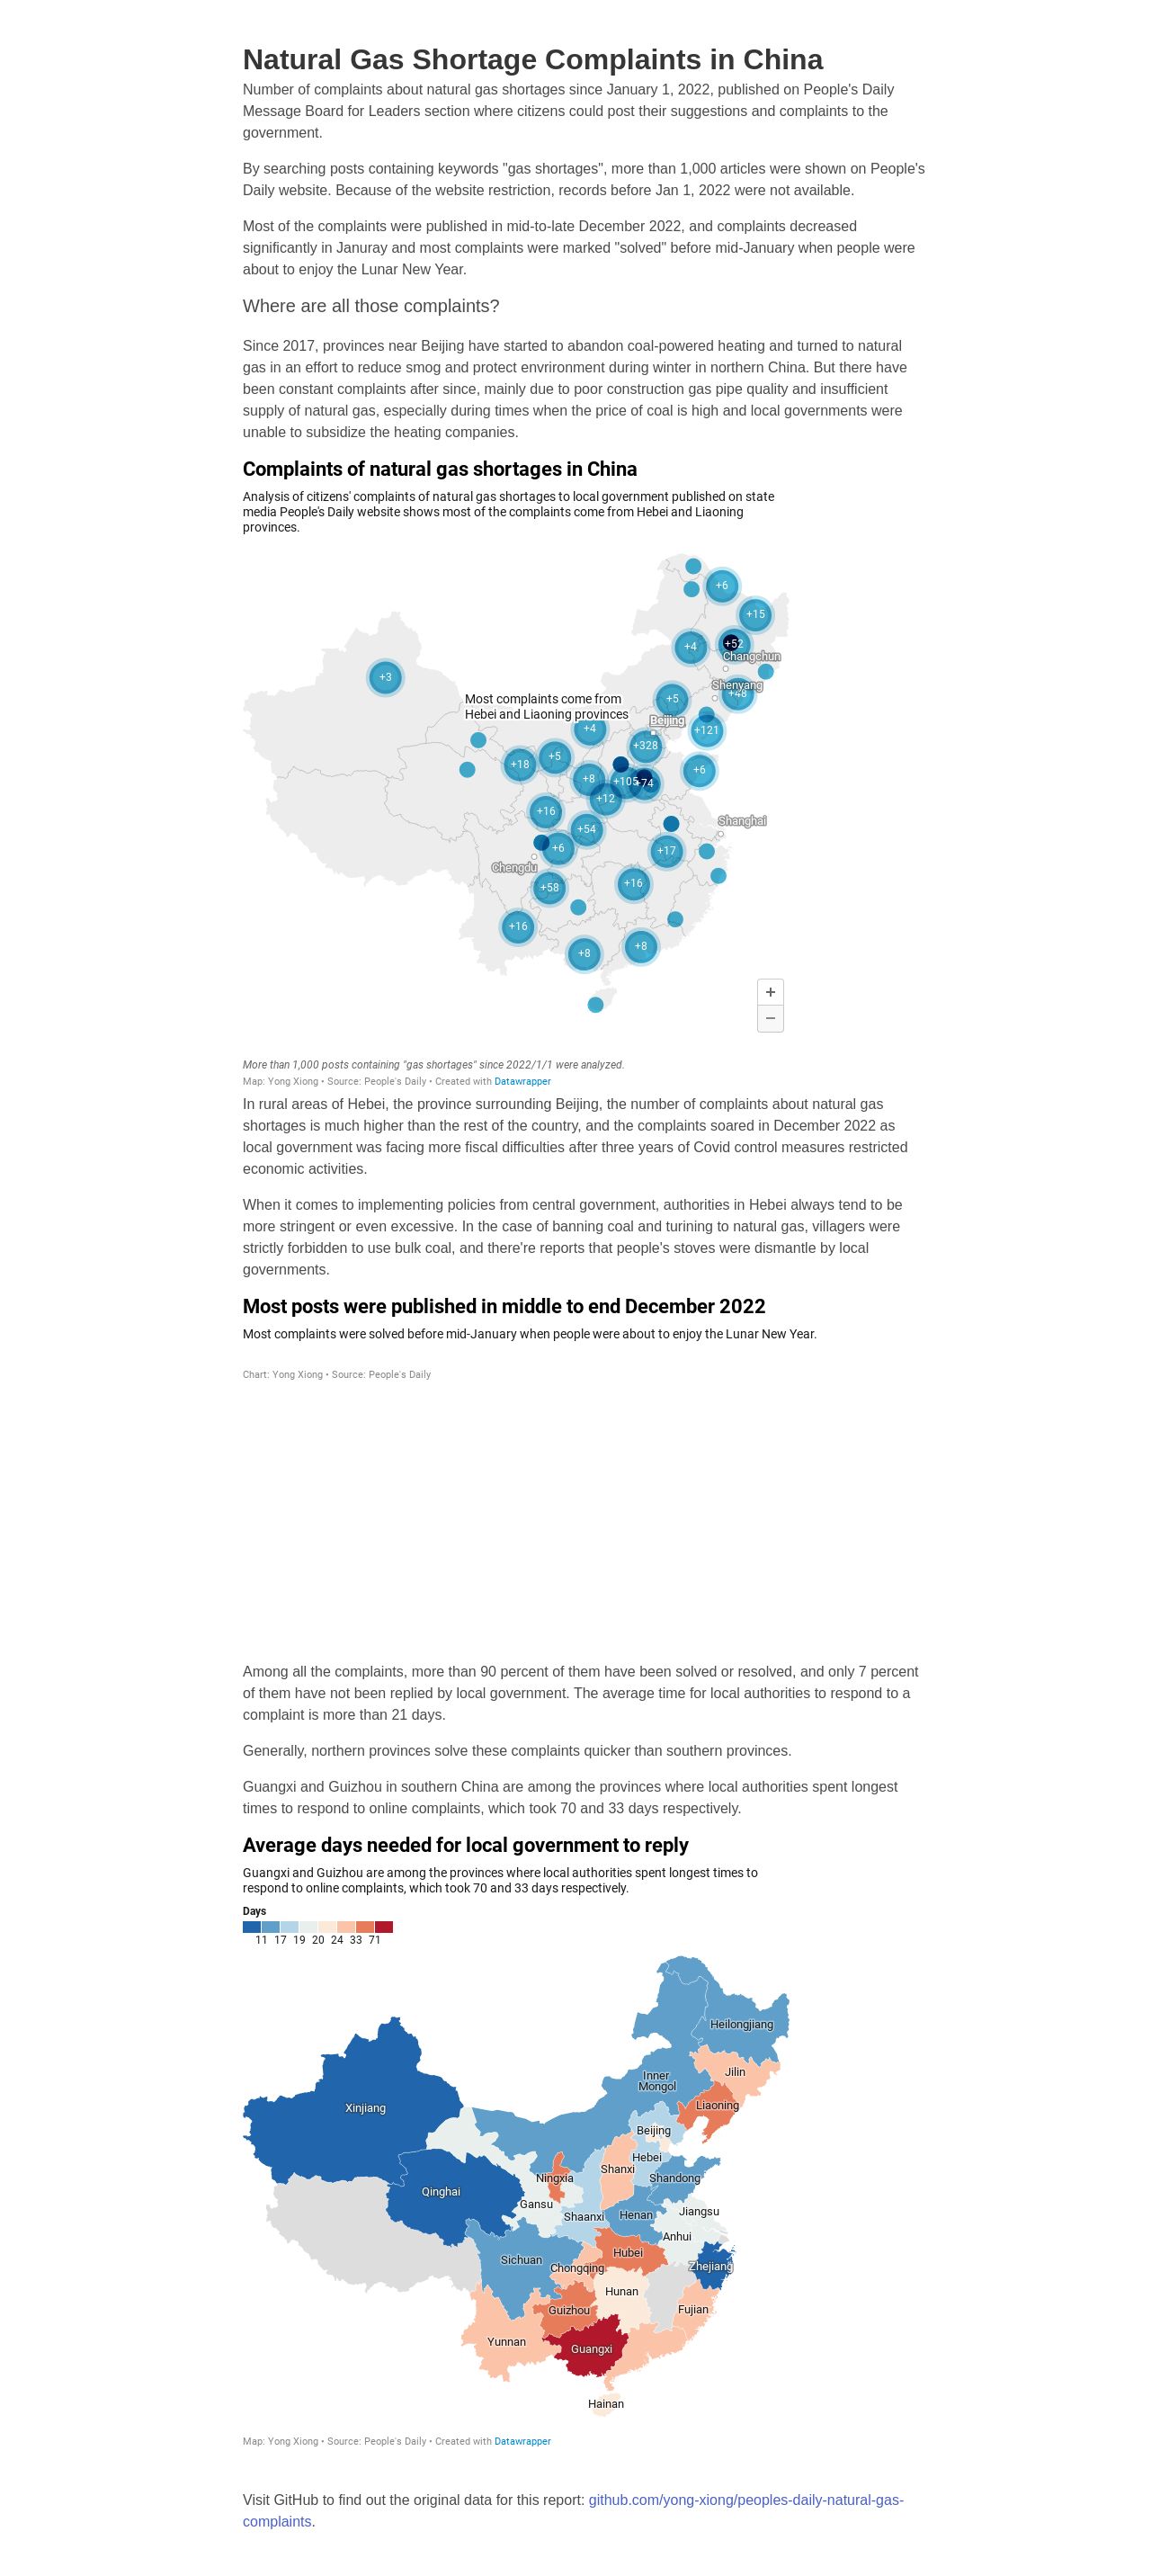 Natural Gas Shortage Complaints in China
Number of complaints about natural gas shortages since January 1, 2022, published on People's Daily
Message Board for Leaders section where citizens could post their suggestions and complaints to the
government.
By searching posts containing keywords "gas shortages", more than 1,000 articles were shown on People's
Daily website. Because of the website restriction, records before Jan 1, 2022 were not available.
Most of the complaints were published in mid-to-late December 2022, and complaints decreased
significantly in Januray and most complaints were marked "solved" before mid-January when people were
about to enjoy the Lunar New Year.
Where are all those complaints?
Since 2017, provinces near Beijing have started to abandon coal-powered heating and turned to natural
gas in an effort to reduce smog and protect envrironment during winter in northern China. But there have
been constant complaints after since, mainly due to poor construction gas pipe quality and insufficient
supply of natural gas, especially during times when the price of coal is high and local governments were
unable to subsidize the heating companies.
Complaints of natural gas shortages in China
Analysis of citizens' complaints of natural gas shortages to local government published on state
media People's Daily website shows most of the complaints come from Hebei and Liaoning
provinces.
+6
+15
+52
+4
Changchun
+3
Shenyang
+48
+5
Most complaints come from
Hebei and Liaoning provinces
Beijing
+4
+121
+328
+5
+18
+6
+8
+105
+74
+12
+16
Shanghai
+54
+6
+17
Chengdu
+58
+16
+16
+8
+8
+
−
More than 1,000 posts containing "gas shortages" since 2022/1/1 were analyzed.
Map: Yong Xiong • Source: People's Daily • Created with Datawrapper
In rural areas of Hebei, the province surrounding Beijing, the number of complaints about natural gas
shortages is much higher than the rest of the country, and the complaints soared in December 2022 as
local government was facing more fiscal difficulties after three years of Covid control measures restricted
economic activities.
When it comes to implementing policies from central government, authorities in Hebei always tend to be
more stringent or even excessive. In the case of banning coal and turining to natural gas, villagers were
strictly forbidden to use bulk coal, and there're reports that people's stoves were dismantle by local
governments.
Most posts were published in middle to end December 2022
Most complaints were solved before mid-January when people were about to enjoy the Lunar New Year.
Chart: Yong Xiong • Source: People's Daily
Among all the complaints, more than 90 percent of them have been solved or resolved, and only 7 percent
of them have not been replied by local government. The average time for local authorities to respond to a
complaint is more than 21 days.
Generally, northern provinces solve these complaints quicker than southern provinces.
Guangxi and Guizhou in southern China are among the provinces where local authorities spent longest
times to respond to online complaints, which took 70 and 33 days respectively.
Average days needed for local government to reply
Guangxi and Guizhou are among the provinces where local authorities spent longest times to
respond to online complaints, which took 70 and 33 days respectively.
Days
11 17 19 20 24 33 71
Heilongjiang
Jilin
Inner
Mongol
Liaoning
Xinjiang
Beijing
Hebei
Shanxi
Ningxia
Shandong
Qinghai
Gansu
Jiangsu
Shaanxi
Henan
Anhui
Hubei
Sichuan
Zhejiang
Chongqing
Hunan
Guizhou
Fujian
Yunnan
Guangxi
Hainan
Map: Yong Xiong • Source: People's Daily • Created with Datawrapper
Visit GitHub to find out the original data for this report: github.com/yong-xiong/peoples-daily-natural-gas-
complaints.